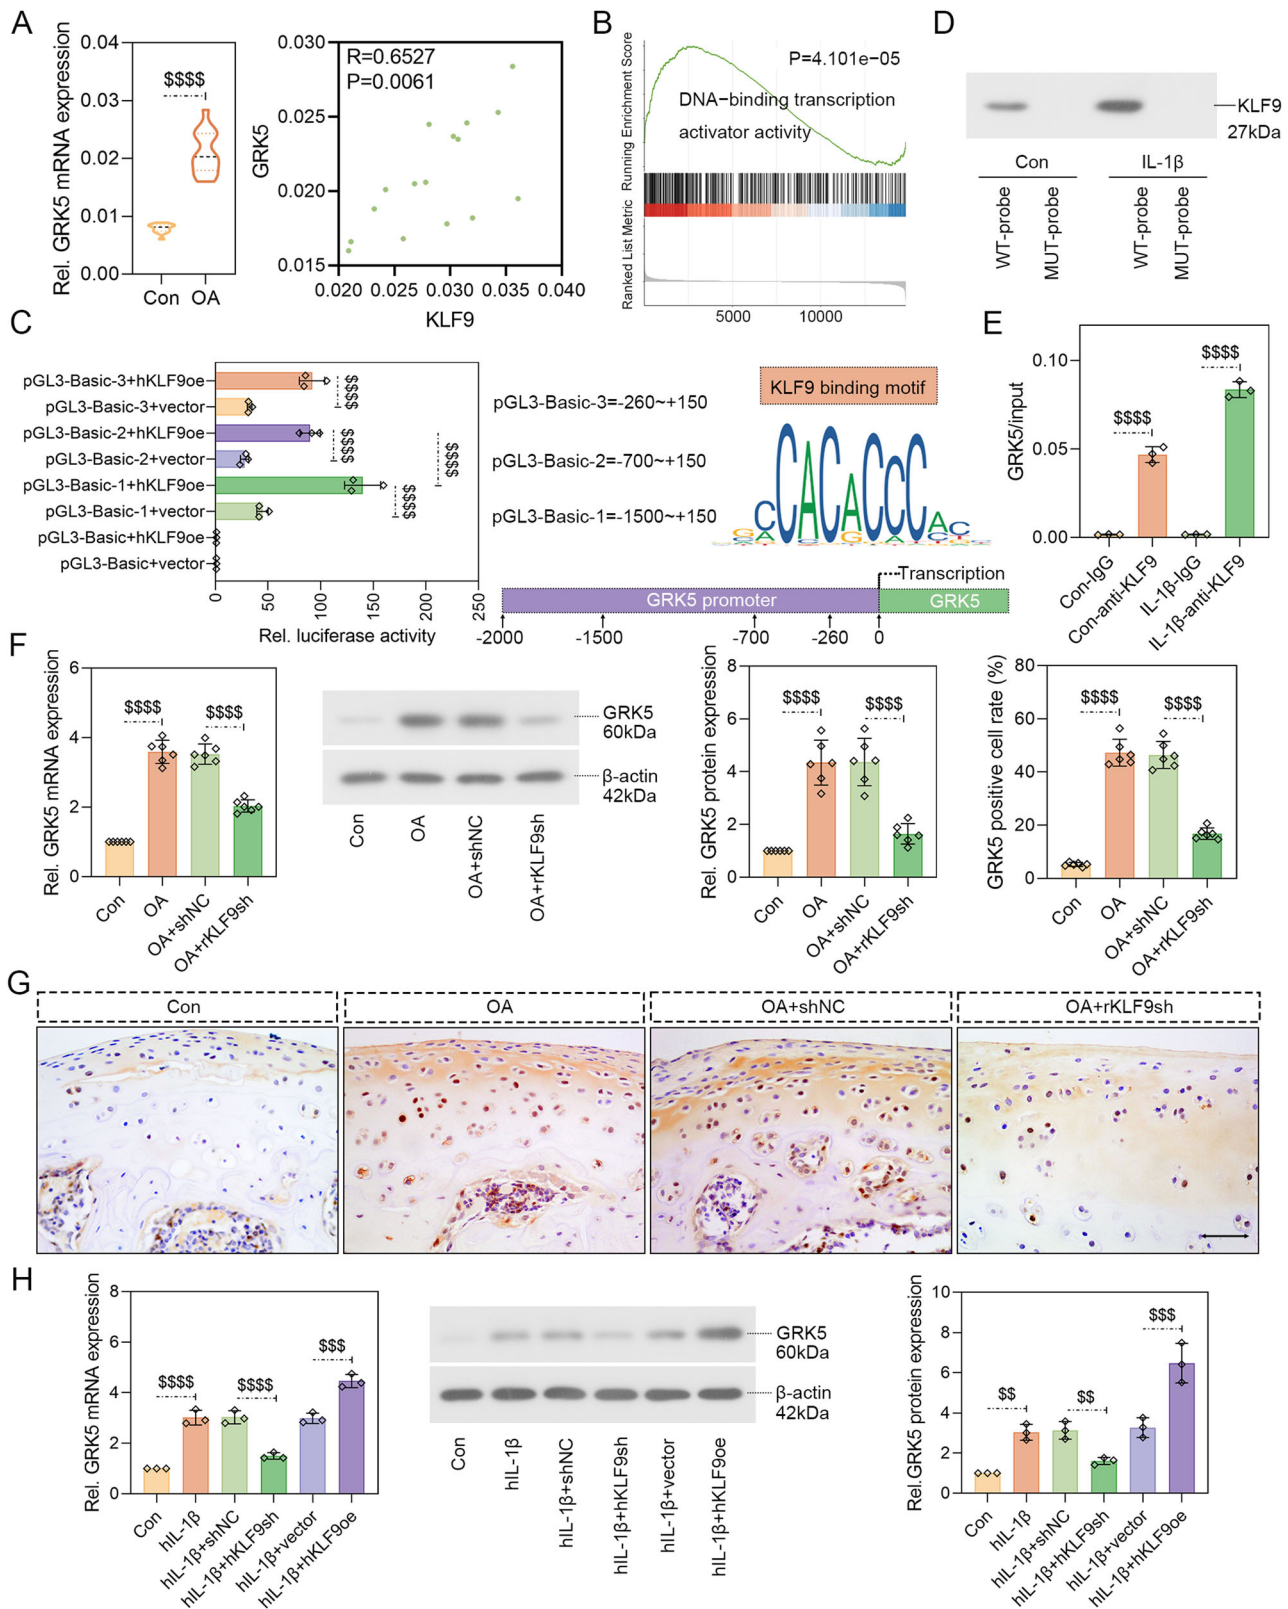 A
Rel. GRK5 mRNA expression
0.04
0.03
0.02
0.01
0.00
$$$$
Con
OA
GRK5
0.030
0.025
0.020
0.015
R=0.6527
P=0.0061
0.020
0.025
0.030
0.035
0.040
KLF9
B
Running Enrichment Score
Ranked List Metric
P=4.101e−05
DNA−binding transcription
activator activity
5000
10000
D
KLF9
27kDa
Con
IL-1β
WT-probe
MUT-probe
WT-probe
MUT-probe
C
pGL3-Basic-3+hKLF9oe
pGL3-Basic-3+vector
pGL3-Basic-2+hKLF9oe
pGL3-Basic-2+vector
pGL3-Basic-1+hKLF9oe
pGL3-Basic-1+vector
pGL3-Basic+hKLF9oe
pGL3-Basic+vector
$$$$
$$$$
$$$$
$$$$
0
50
100
150
200
250
Rel. luciferase activity
pGL3-Basic-3=-260~+150
pGL3-Basic-2=-700~+150
pGL3-Basic-1=-1500~+150
KLF9 binding motif
CCACACCCAC
Transcription
GRK5 promoter
GRK5
-2000
-1500
-700
-260
0
E
GRK5/input
0.10
0.05
0.00
$$$$
$$$$
Con-IgG
Con-anti-KLF9
IL-1β-IgG
IL-1β-anti-KLF9
F
Rel. GRK5 mRNA expression
6
4
2
0
$$$$
$$$$
Con
OA
OA+shNC
OA+rKLF9sh
GRK5
60kDa
β-actin
42kDa
Con
OA
OA+shNC
OA+rKLF9sh
Rel. GRK5 protein expression
8
6
4
2
0
$$$$
$$$$
Con
OA
OA+shNC
OA+rKLF9sh
GRK5 positive cell rate (%)
80
60
40
20
0
$$$$
$$$$
Con
OA
OA+shNC
OA+rKLF9sh
G
Con
OA
OA+shNC
OA+rKLF9sh
H
Rel. GRK5 mRNA expression
8
6
4
2
0
$$$$
$$$$
$$$
Con
hIL-1β
hIL-1β+shNC
hIL-1β+hKLF9sh
hIL-1β+vector
hIL-1β+hKLF9oe
GRK5
60kDa
β-actin
42kDa
Con
hIL-1β
hIL-1β+shNC
hIL-1β+hKLF9sh
hIL-1β+vector
hIL-1β+hKLF9oe
Rel.GRK5 protein expression
10
8
6
4
2
0
$$
$$
$$$
Con
hIL-1β
hIL-1β+shNC
hIL-1β+hKLF9sh
hIL-1β+vector
hIL-1β+hKLF9oe